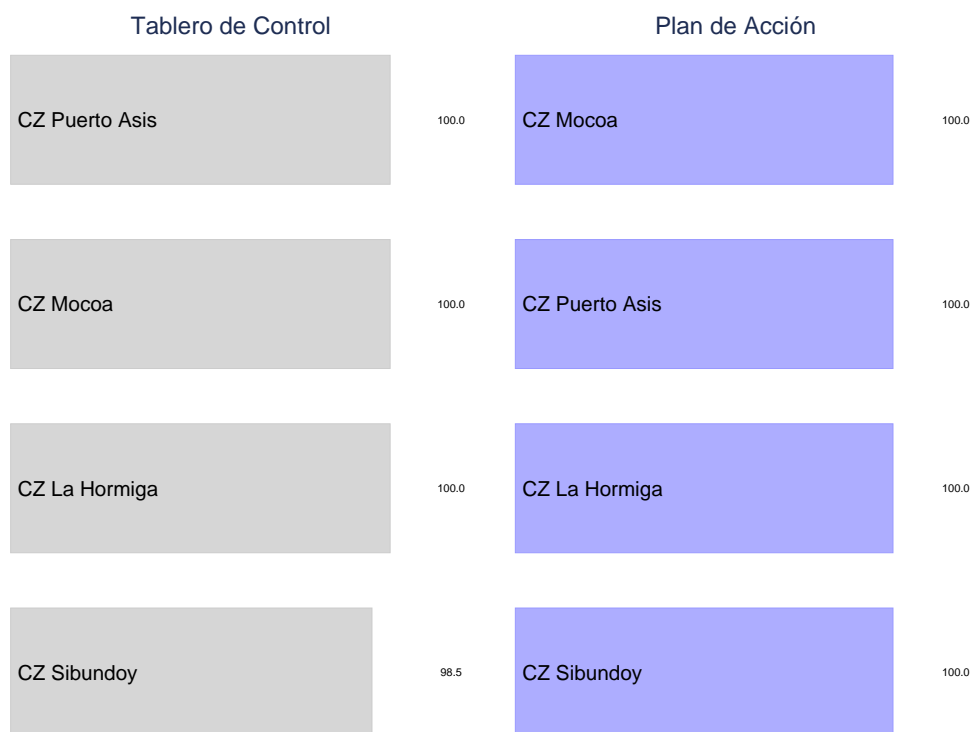 Tablero de Control
CZ Puerto Asis 100.0
CZ Mocoa 100.0
CZ La Hormiga 100.0
CZ Sibundoy 98.5
Plan de Acción
CZ Mocoa 100.0
CZ Puerto Asis 100.0
CZ La Hormiga 100.0
CZ Sibundoy 100.0